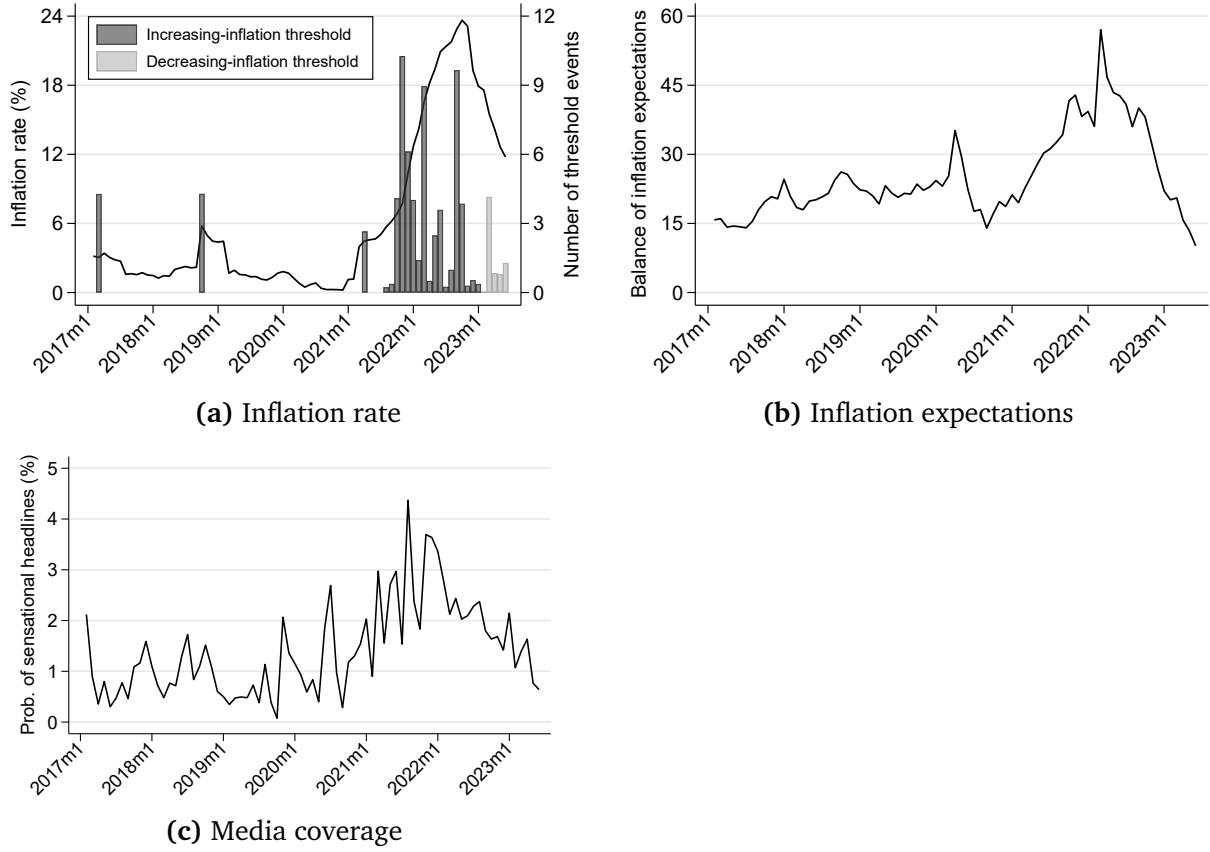 24
18
12
6
0
Inflation rate (%)
Increasing-inflation threshold
Decreasing-inflation threshold
12
9
6
3
0
Number of threshold events
2017m1
2018m1
2019m1
2020m1
2021m1
2022m1
2023m1
(a) Inflation rate
60
45
30
15
0
Balance of inflation expectations
2017m1
2018m1
2019m1
2020m1
2021m1
2022m1
2023m1
(b) Inflation expectations
5
4
3
2
1
0
Prob. of sensational headlines (%)
2017m1
2018m1
2019m1
2020m1
2021m1
2022m1
2023m1
(c) Media coverage